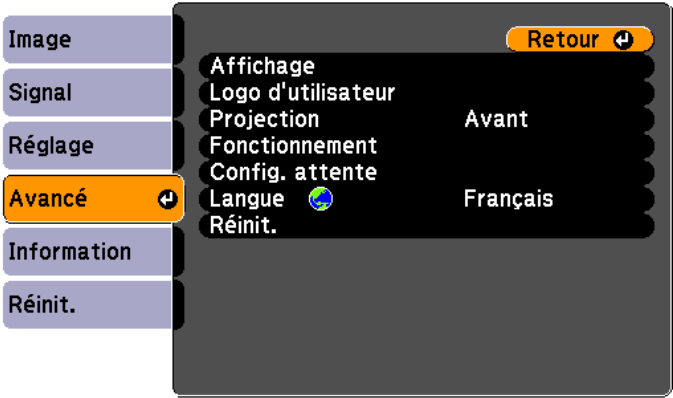 Image
Signal
Réglage
Avancé
Information
Réinit.
Retour
Affichage
Logo d'utilisateur
Projection Avant
Fonctionnement
Config. attente
Langue Français
Réinit.